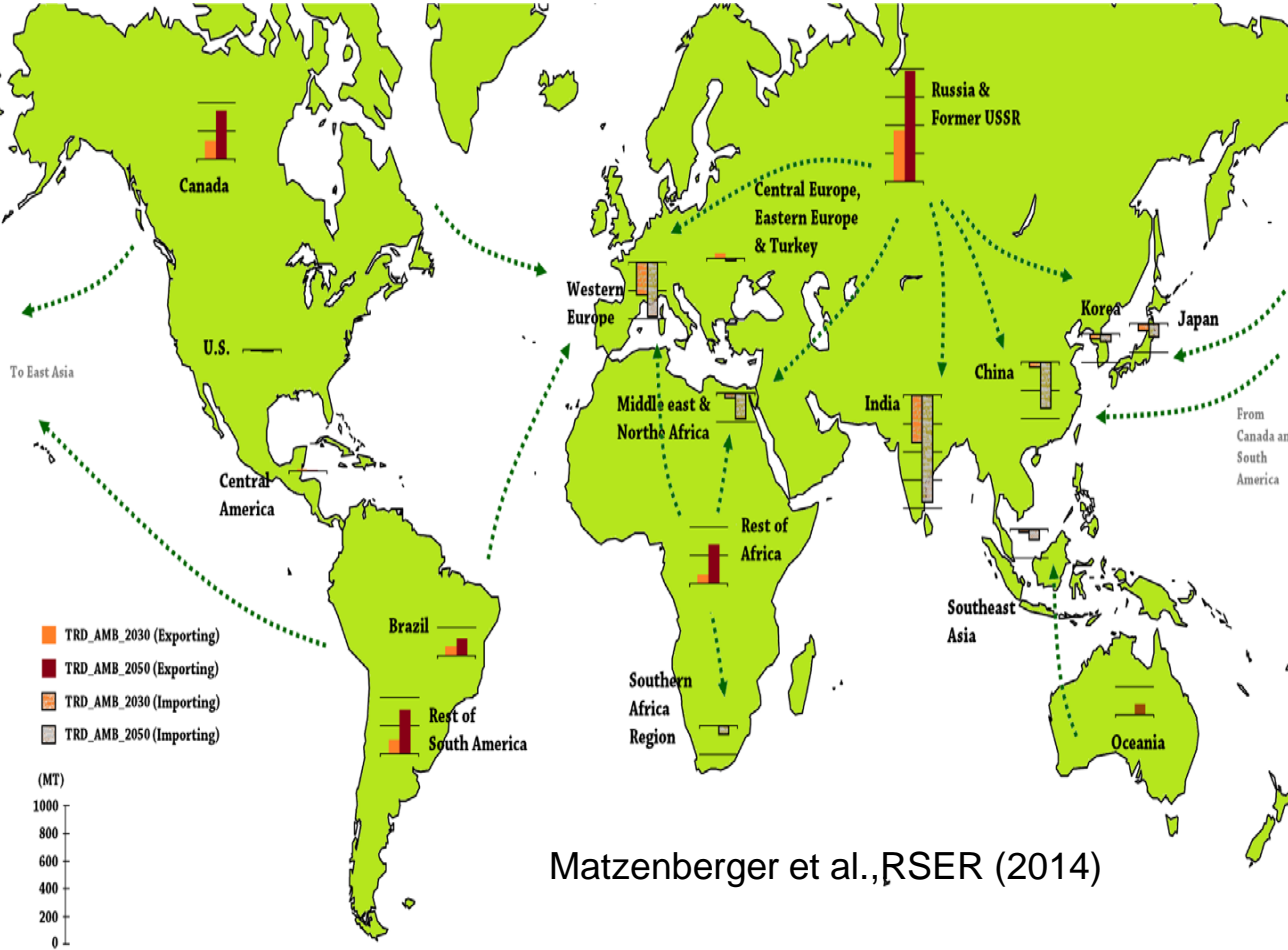 Canada
Russia &
Former USSR
Central Europe,
Eastern Europe
& Turkey
Western
Europe
Korea
Japan
U.S.
To East Asia
China
Middle east &
Northe Africa
India
From
Canada an
South
America
Central
America
Rest of
Africa
Southeast
Asia
Brazil
TRD_AMB_2030 (Exporting)
TRD_AMB_2050 (Exporting)
TRD_AMB_2030 (Importing)
TRD_AMB_2050 (Importing)
Southern
Africa
Region
Rest of
South America
Oceania
(MT)
1000
800
600
400
200
0
Matzenberger et al.,RSER (2014)